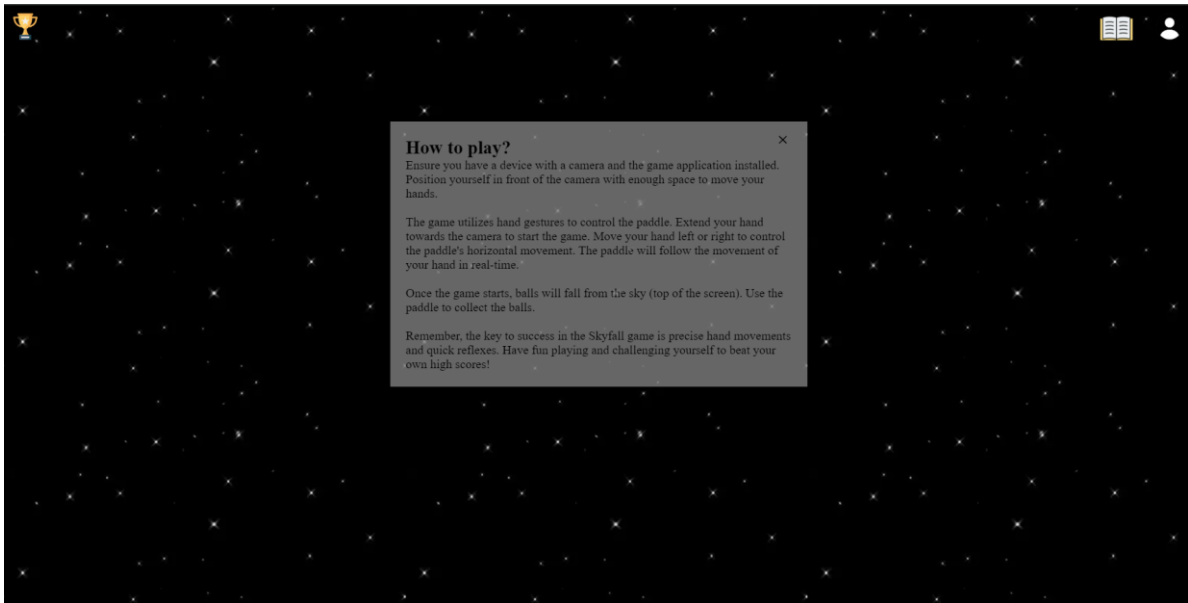 How to play?
Ensure you have a device with a camera and the game application installed.
Position yourself in front of the camera with enough space to move your
hands.
The game utilizes hand gestures to control the paddle. Extend your hand
towards the camera to start the game. Move your hand left or right to control
the paddle's horizontal movement. The paddle will follow the movement of
your hand in real-time.
Once the game starts, balls will fall from the sky (top of the screen). Use the
paddle to collect the balls.
Remember, the key to success in the Skyfall game is precise hand movements
and quick reflexes. Have fun playing and challenging yourself to beat your
own high scores!